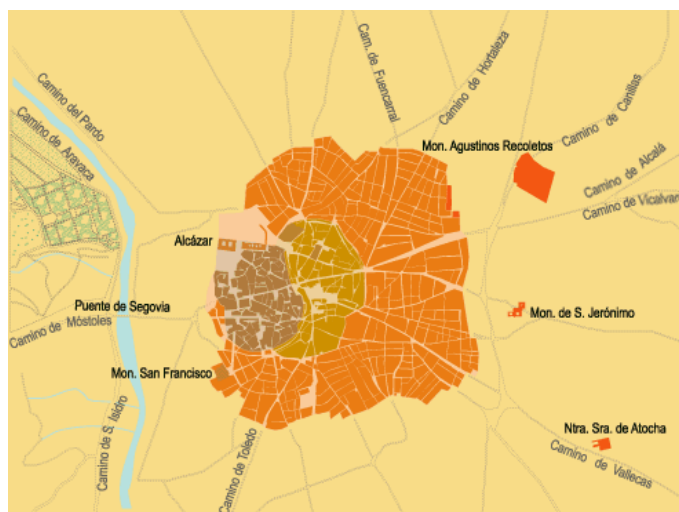 Cam. de Fuencarral
Camino de Hortaleza
Camino de Canillas
Camino del Pardo
Camino de Aravaca
Mon. Agustinos Recoletos
Camino de Alcalá
Camino de Vicalvar
Alcázar
Puente de Segovia
Camino de Móstoles
Mon. de S. Jerónimo
Mon. San Francisco
Camino de S. Isidro
Camino de Toledo
Ntra. Sra. de Atocha
Camino de Vallecas